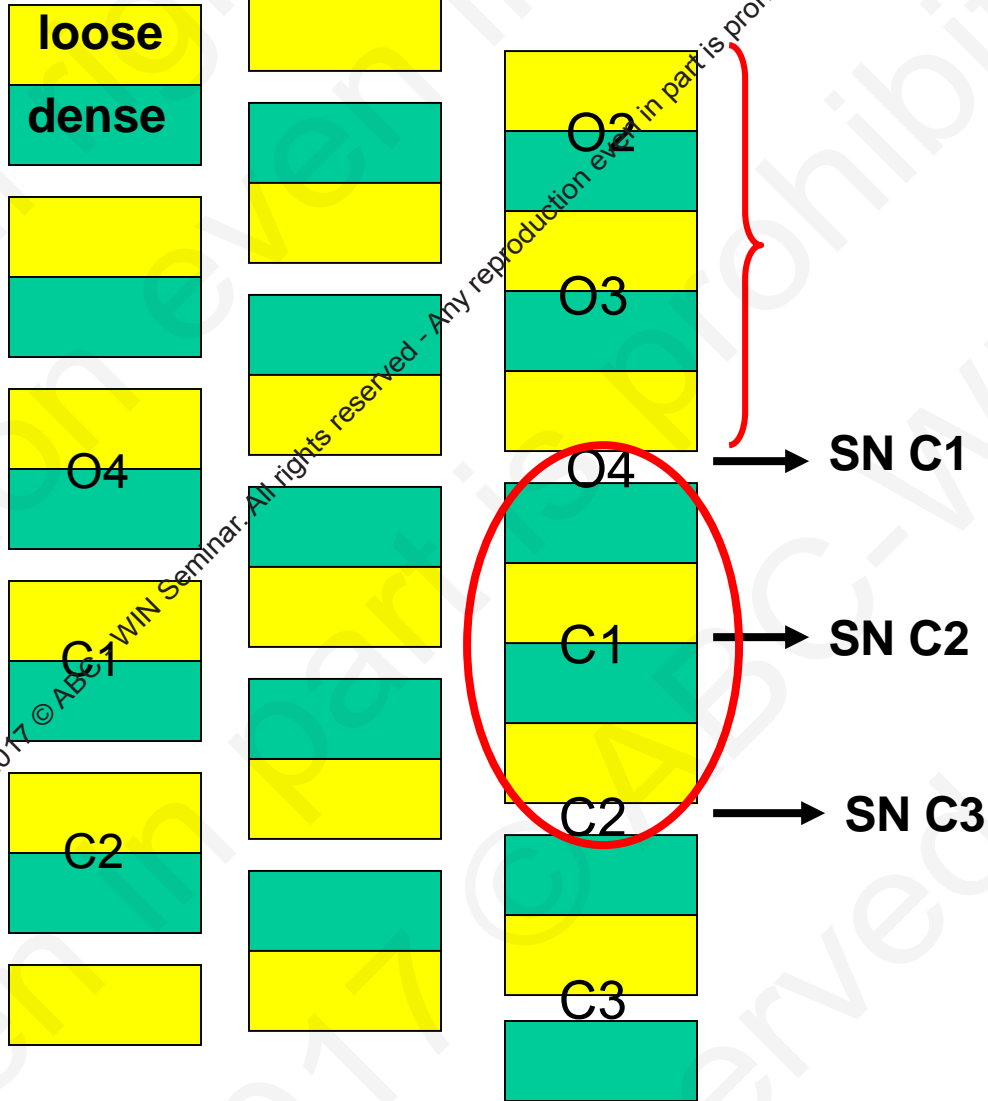 loose
dense
O4
C1
C2
O2
O3
O4
C1
C2
C3
SN C1
SN C2
SN C3
2017 © ABC - WIN Seminar. All rights reserved - Any reproduction even in part is prohibi